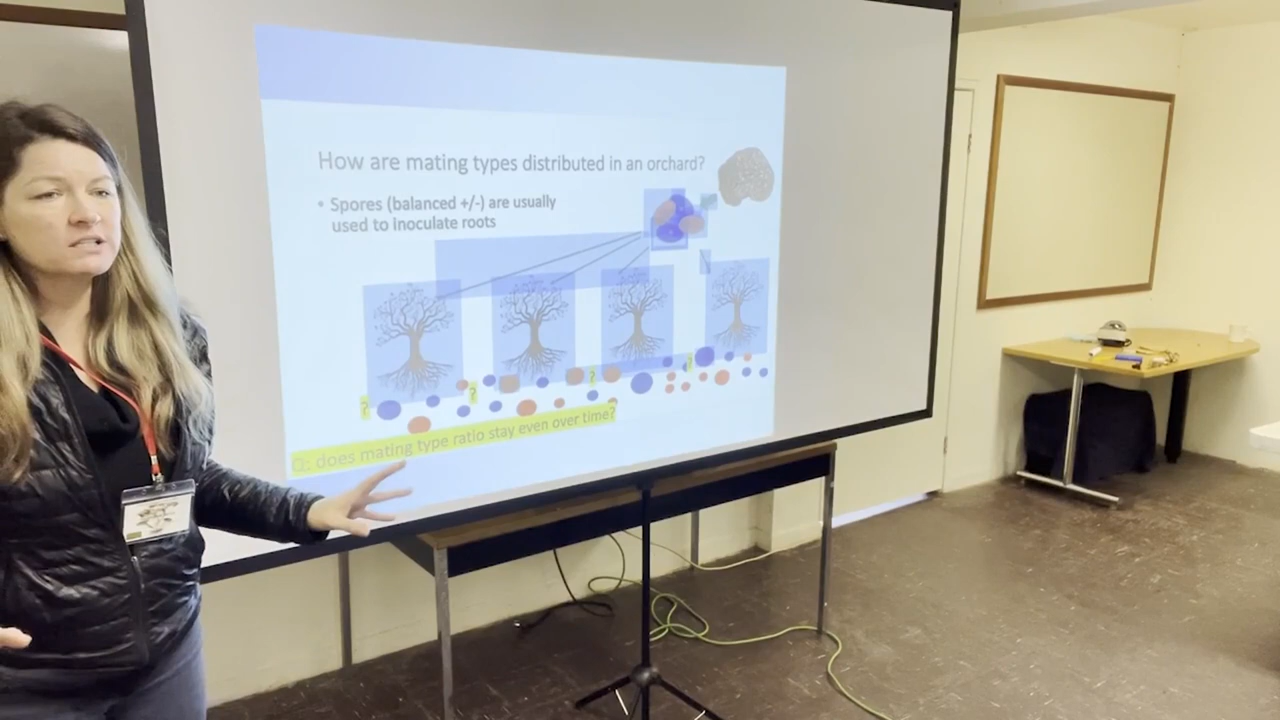 How are mating types distributed in an orchard?
• Spores (balanced +/-) are usually
used to inoculate roots
? ? ? ?
Q: does mating type ratio stay even over time?